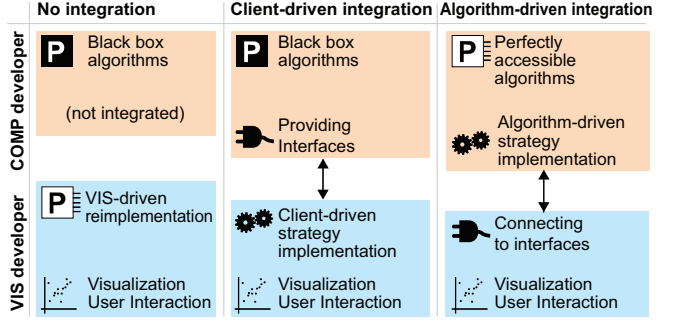 No integration
Client-driven integration
Algorithm-driven integration
COMP developer
P
Black box
algorithms
(not integrated)
P
Black box
algorithms
Providing
Interfaces
P
Perfectly
accessible
algorithms
Algorithm-driven
strategy
implementation
VIS developer
P
VIS-driven
reimplementation
Visualization
User Interaction
Client-driven
strategy
implementation
Visualization
User Interaction
Connecting
to interfaces
Visualization
User Interaction